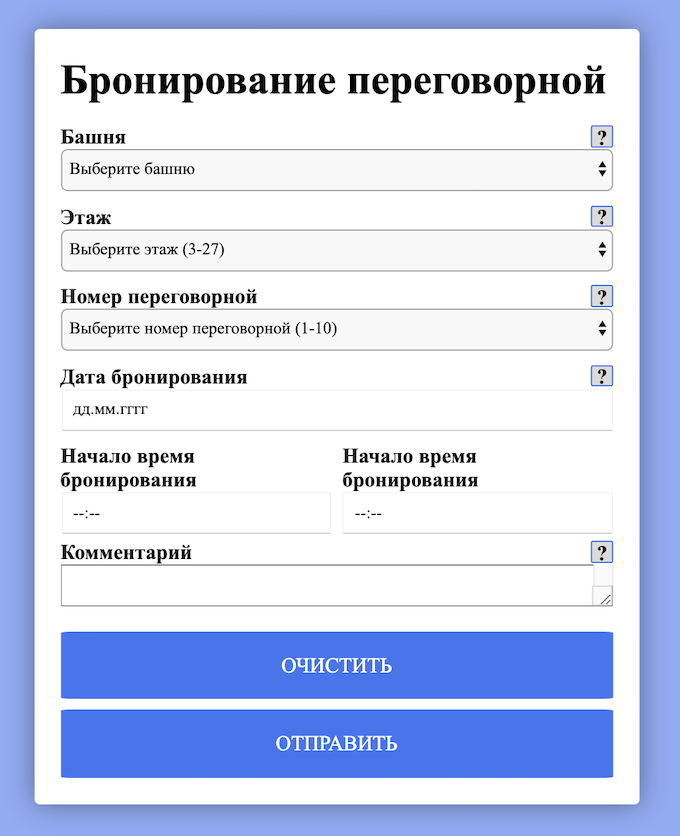 Бронирование переговорной
Башня ?
Выберите башню
Этаж ?
Выберите этаж (3-27)
Номер переговорной ?
Выберите номер переговорной (1-10)
Дата бронирования ?
дд.мм.гггг
Начало время бронирования
Начало время бронирования
--:--
--:--
Комментарий ?
ОЧИСТИТЬ
ОТПРАВИТЬ